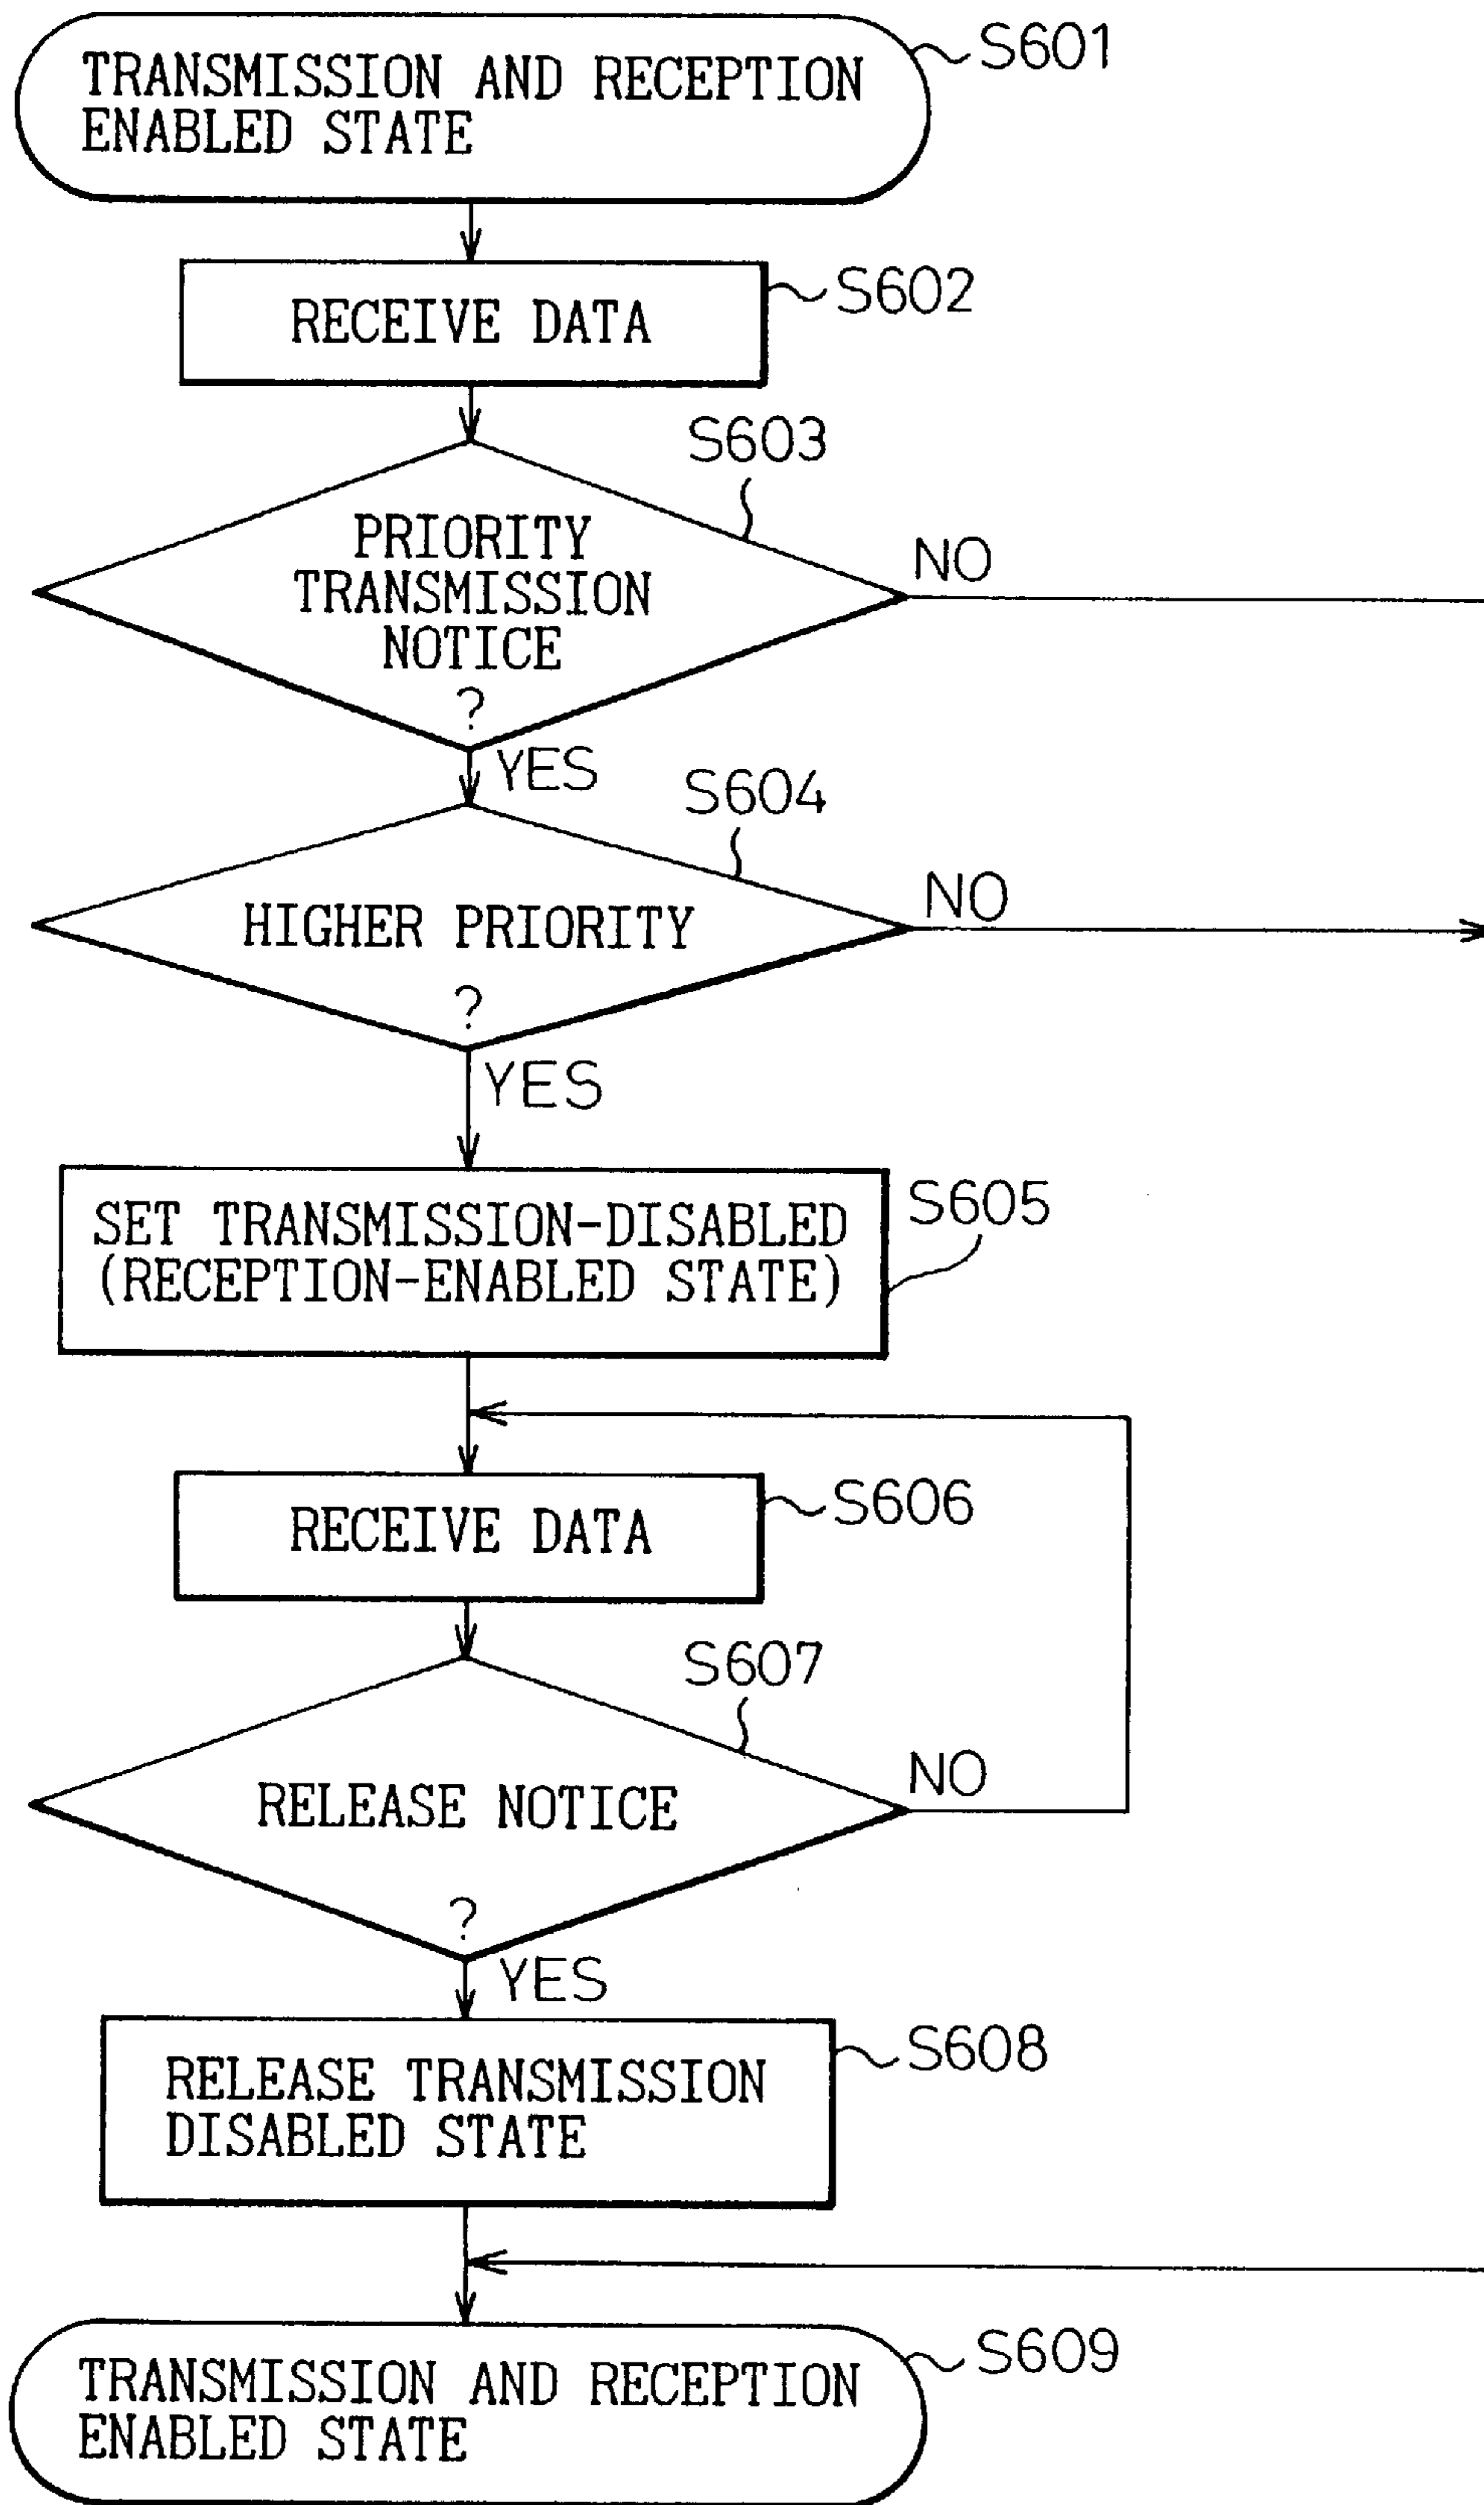 TRANSMISSION AND RECEPTION
ENABLED STATE
S601
RECEIVE DATA
S602
S603
PRIORITY
TRANSMISSION
NOTICE
?
NO
YES
S604
HIGHER PRIORITY
?
NO
YES
SET TRANSMISSION-DISABLED
(RECEPTION-ENABLED STATE)
S605
RECEIVE DATA
S606
S607
RELEASE NOTICE
?
NO
YES
RELEASE TRANSMISSION
DISABLED STATE
S608
TRANSMISSION AND RECEPTION
ENABLED STATE
S609